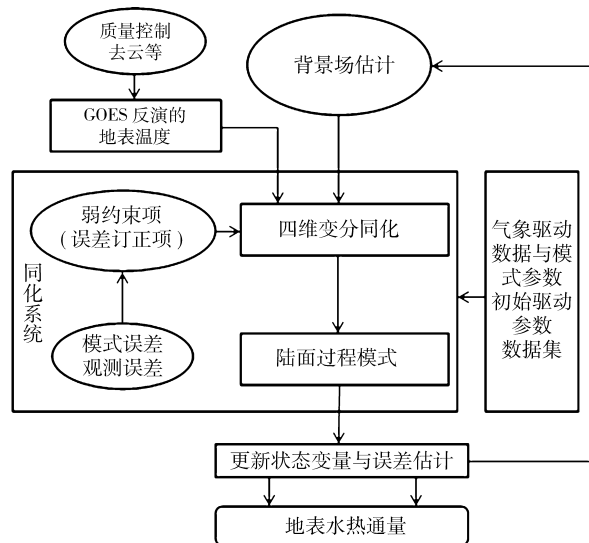 质量控制
去云等
背景场估计
GOES 反演的
地表温度
弱约束项
(误差订正项)
四维变分同化
同化系统
模式误差
观测误差
陆面过程模式
气象驱动
数据与模
式参数
初始驱动
参数
数据集
更新状态变量与误差估计
地表水热通量